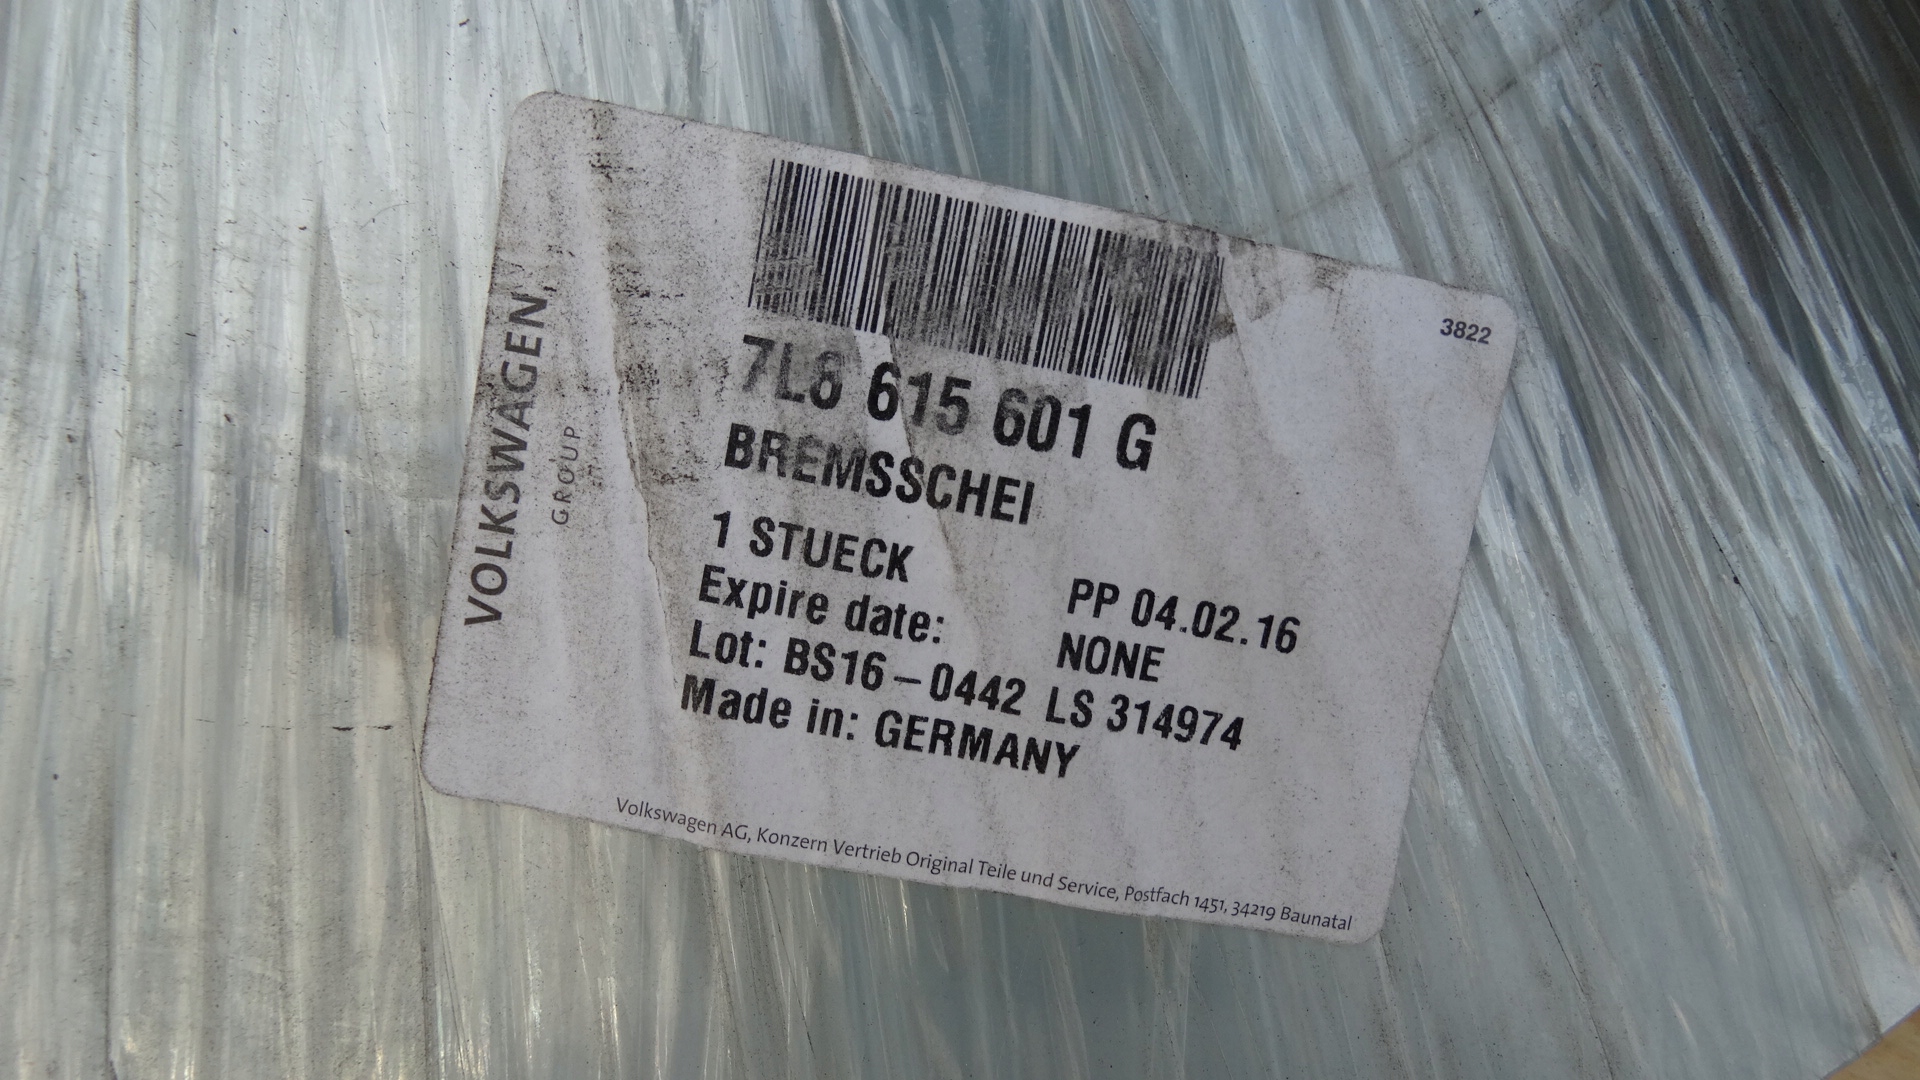 VOLKSWAGEN
GROUP
3822
7L6 615 601 G
BREMSSCHEI
1 STUECK PP 04.02.16
Expire date: NONE
Lot: BS16-0442 LS 314974
Made in: GERMANY
Volkswagen AG, Konzern Vertrieb Original Teile und Service, Postfach 1451, 34219 Baunatal